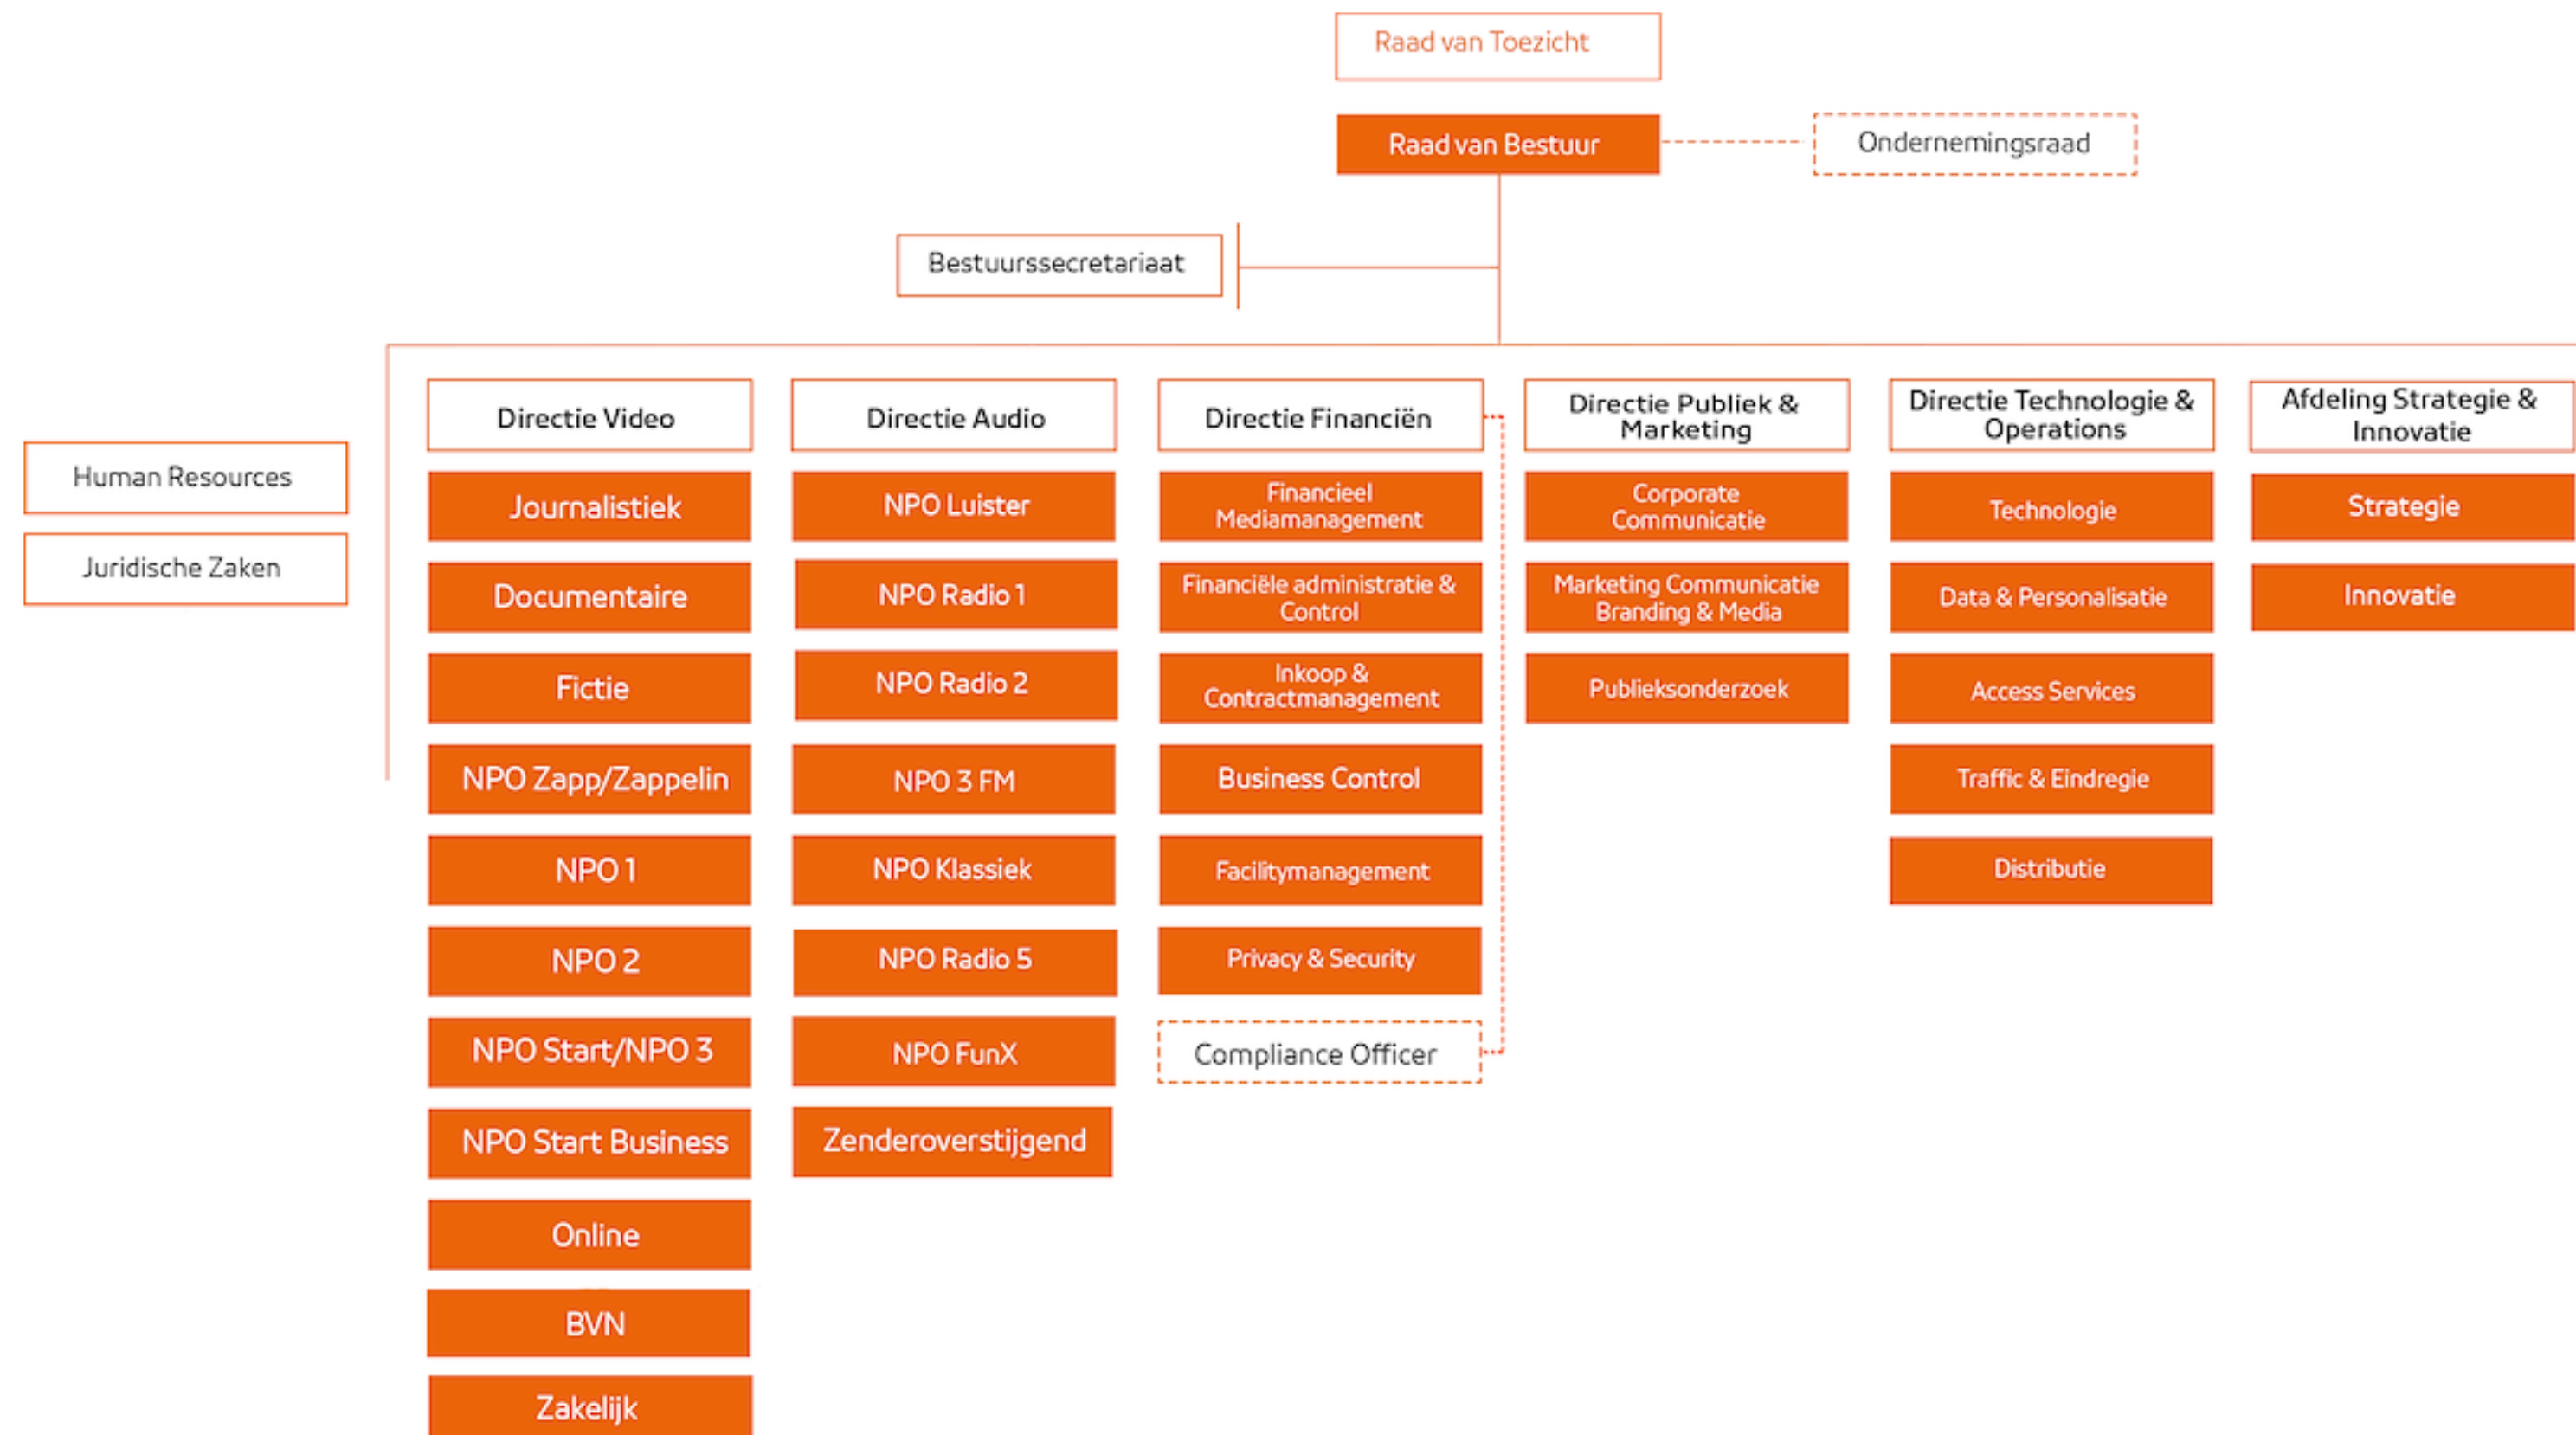 Raad van Toezicht
Raad van Bestuur
Ondernemingsraad
Bestuurssecretariaat
Human Resources
Juridische Zaken
Directie Video
Journalistiek
Documentaire
Fictie
NPO Zapp/Zappelin
NPO 1
NPO 2
NPO Start/NPO 3
NPO Start Business
Online
BVN
Zakelijk
Directie Audio
NPO Luister
NPO Radio 1
NPO Radio 2
NPO 3 FM
NPO Klassiek
NPO Radio 5
NPO FunX
Zenderoverstijgend
Directie Financiën
Financieel
Mediamanagement
Financiële administratie &
Control
Inkoop &
Contractmanagement
Business Control
Facilitymanagement
Privacy & Security
Compliance Officer
Directie Publiek &
Marketing
Corporate
Communicatie
Marketing Communicatie
Branding & Media
Publieksonderzoek
Directie Technologie &
Operations
Technologie
Data & Personalisatie
Access Services
Traffic & Eindregie
Distributie
Afdeling Strategie &
Innovatie
Strategie
Innovatie